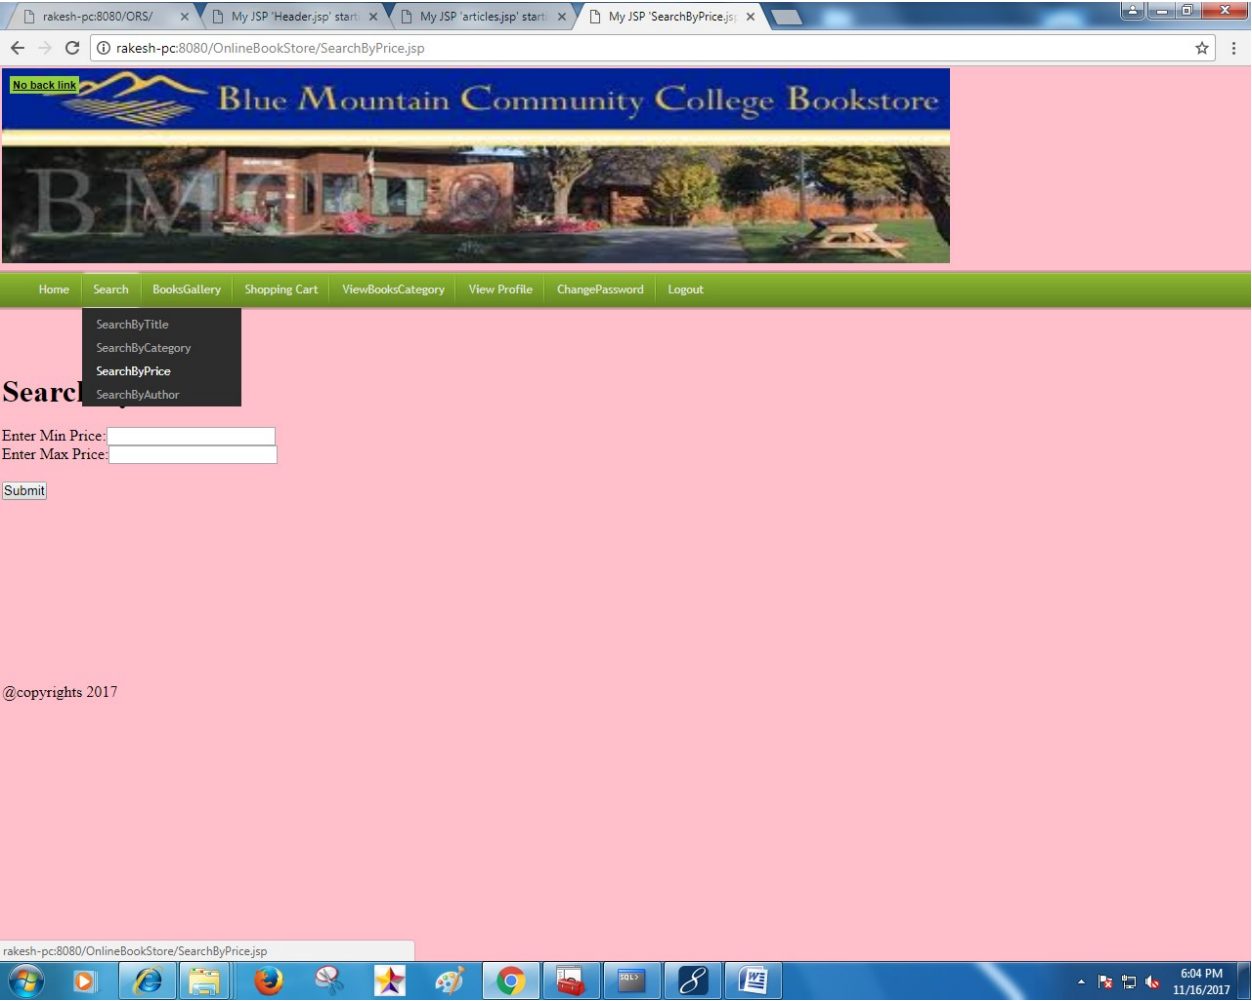 rakesh-pc:8080/ORS/
My JSP 'Header.jsp' start
My JSP 'articles.jsp' start
My JSP 'SearchByPrice.js
rakesh-pc:8080/OnlineBookStore/SearchByPrice.jsp
No back link
Blue Mountain Community College Bookstore
BMCC
Home Search BooksGallery Shopping Cart ViewBooksCategory View Profile ChangePassword Logout
SearchByTitle
SearchByCategory
SearchByPrice
SearchByAuthor
Enter Min Price:
Enter Max Price:
Submit
@copyrights 2017
rakesh-pc:8080/OnlineBookStore/SearchByPrice.jsp
SQL>
6:04 PM
11/16/2017